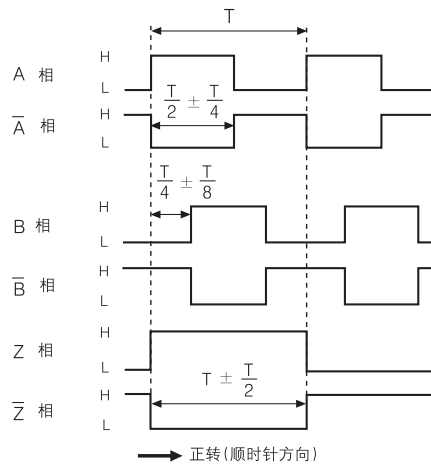 T
A 相 H
L
T/2 ± T/4
A̅ 相 H
L
T/4 ± T/8
B 相 H
L
B̅ 相 H
L
Z 相 H
L
T ± T/2
Z̅ 相 H
L
正转(顺时针方向)